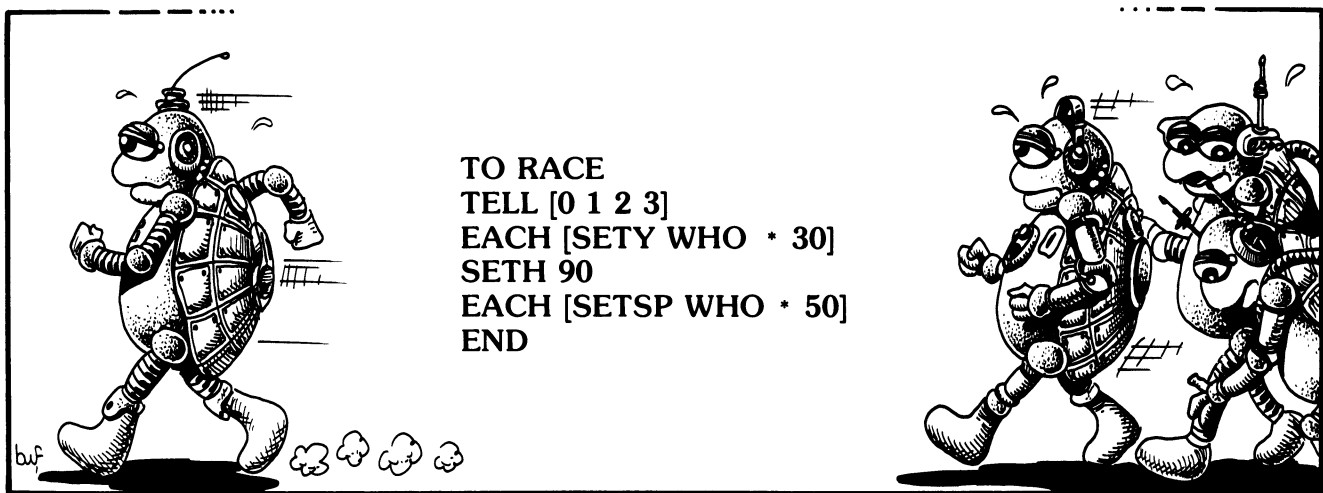 TO RACE
TELL [0 1 2 3]
EACH [SETY WHO * 30]
SETH 90
EACH [SETSP WHO * 50]
END